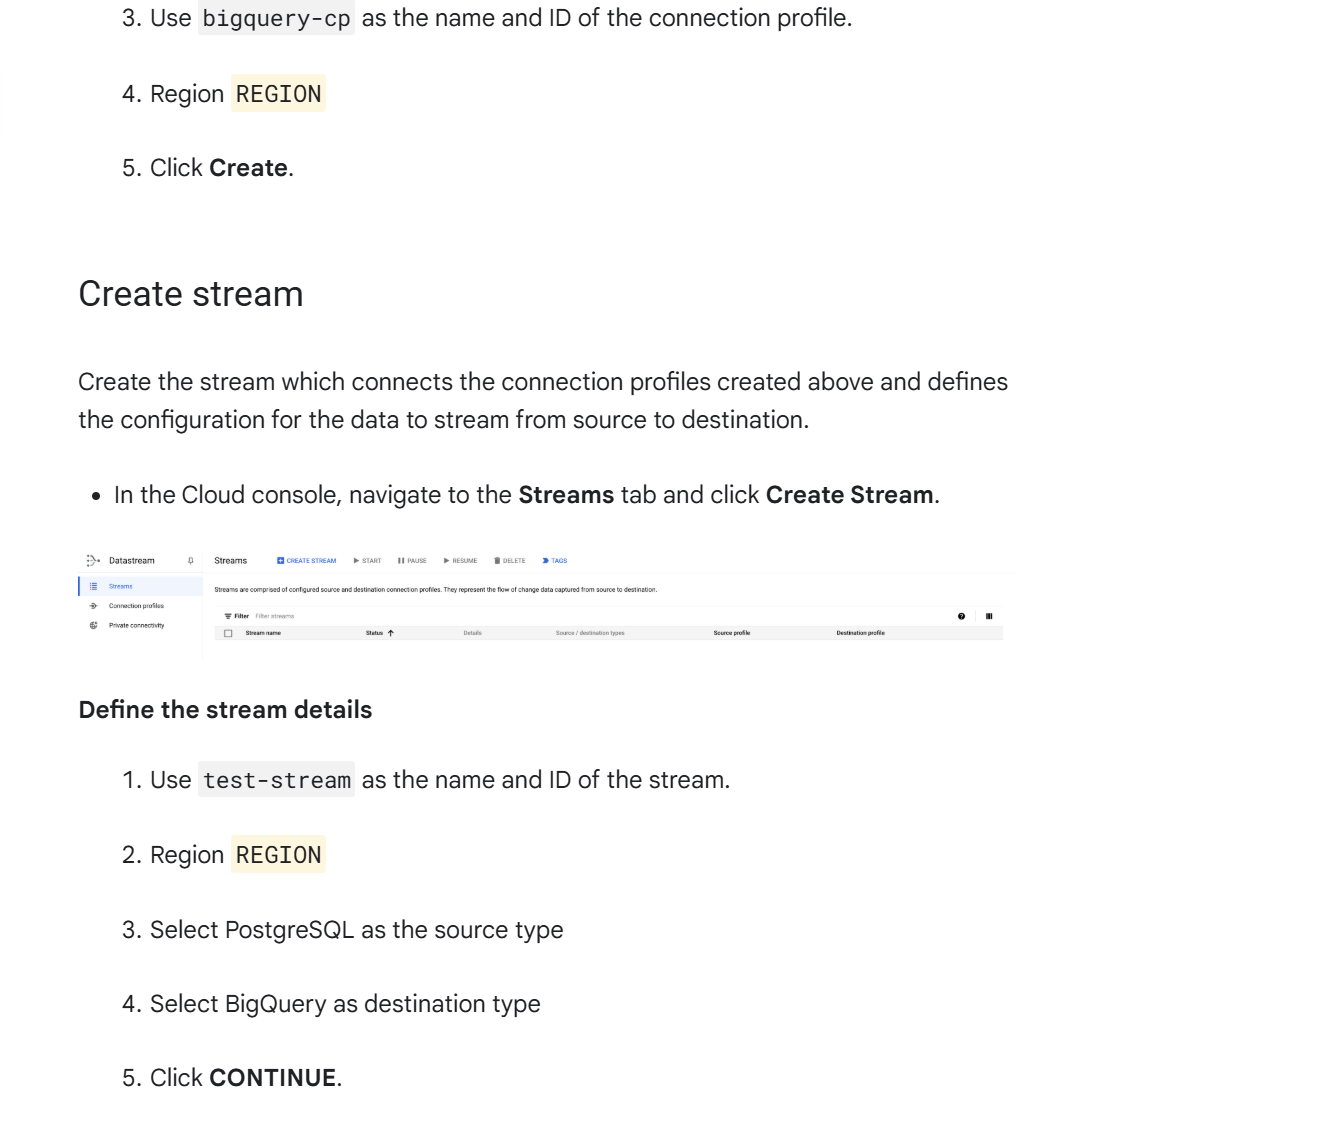 3. Use bigquery-cp as the name and ID of the connection profile.
4. Region REGION
5. Click Create.
Create stream
Create the stream which connects the connection profiles created above and defines
the configuration for the data to stream from source to destination.
• In the Cloud console, navigate to the Streams tab and click Create Stream.
Datastream
Streams
CREATE STREAM
START
PAUSE
RESUME
DELETE
TAGS
Streams
Connection profiles
Private connectivity
Streams are comprised of configured source and destination connection profiles. They represent the flow of change data captured from source to destination.
Filter Filter streams
Stream name
Status
Details
Source / destination types
Source profile
Destination profile
Define the stream details
1. Use test-stream as the name and ID of the stream.
2. Region REGION
3. Select PostgreSQL as the source type
4. Select BigQuery as destination type
5. Click CONTINUE.